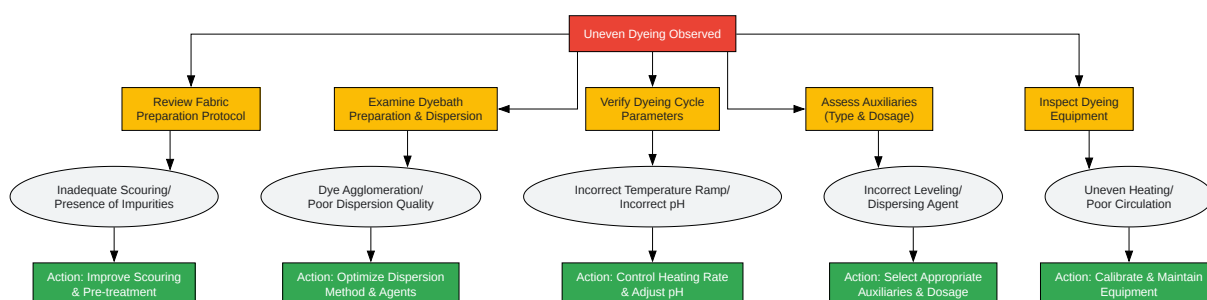 Uneven Dyeing Observed
Review Fabric
Preparation Protocol
Examine Dyebath
Preparation & Dispersion
Verify Dyeing Cycle
Parameters
Assess Auxiliaries
(Type & Dosage)
Inspect Dyeing
Equipment
Inadequate Scouring/
Presence of Impurities
Dye Agglomeration/
Poor Dispersion Quality
Incorrect Temperature Ramp/
Incorrect pH
Incorrect Leveling/
Dispersing Agent
Uneven Heating/
Poor Circulation
Action: Improve Scouring
& Pre-treatment
Action: Optimize Dispersion
Method & Agents
Action: Control Heating Rate
& Adjust pH
Action: Select Appropriate
Auxiliaries & Dosage
Action: Calibrate & Maintain
Equipment